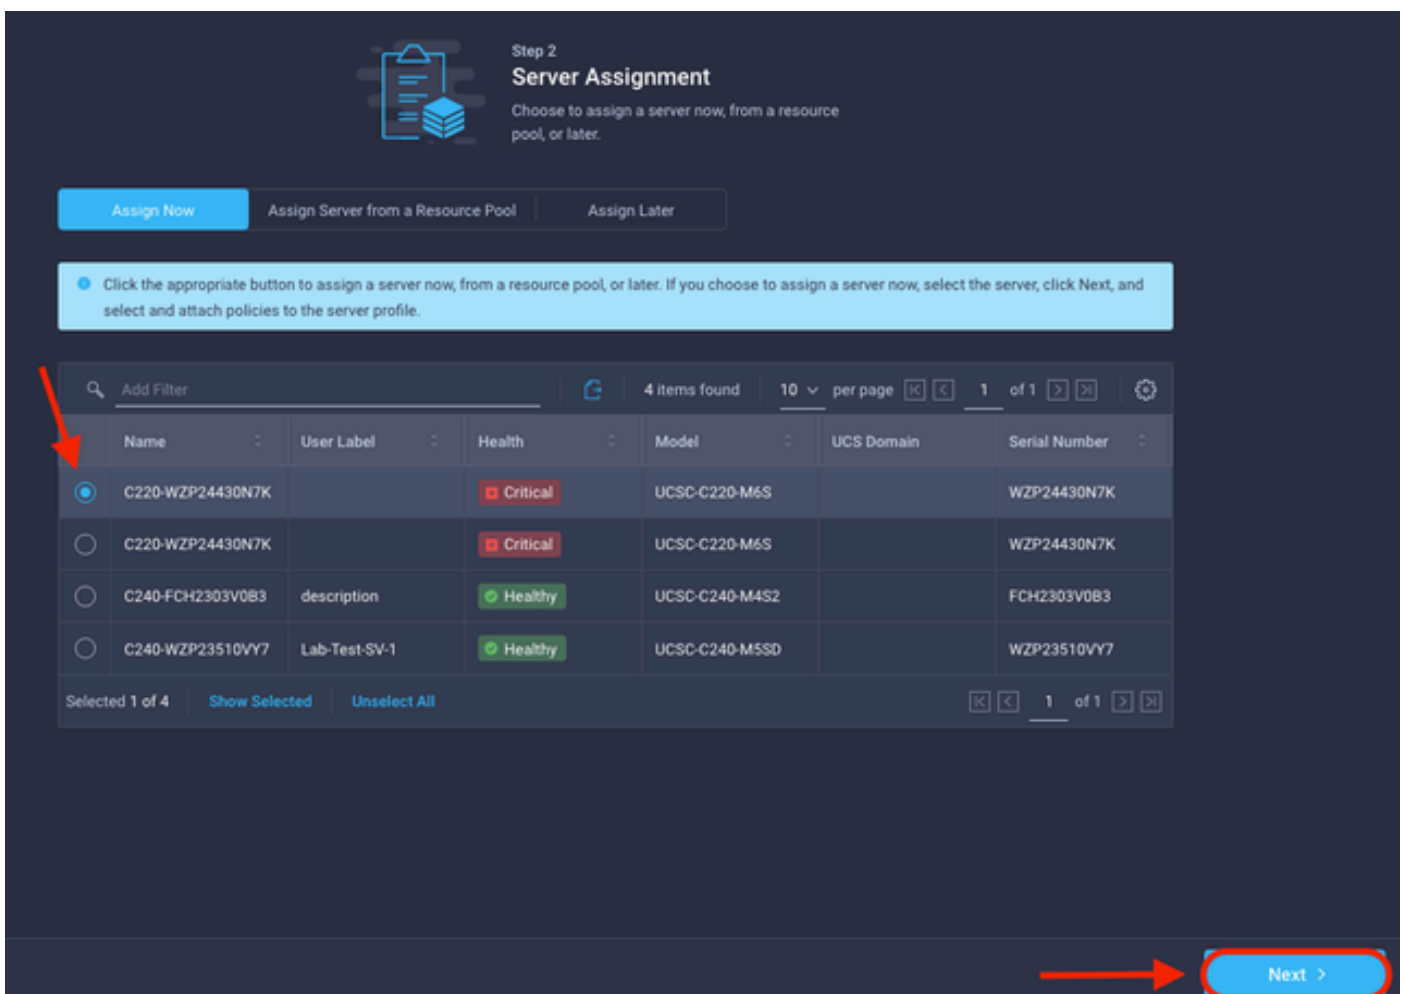 Step 2
Server Assignment
Choose to assign a server now, from a resource
pool, or later.
Assign Now
Assign Server from a Resource Pool
Assign Later
Click the appropriate button to assign a server now, from a resource pool, or later. If you choose to assign a server now, select the server, click Next, and
select and attach policies to the server profile.
Add Filter 4 items found 10 per page 1 of 1
Name User Label Health Model UCS Domain Serial Number
C220-WZP24430N7K Critical UCSC-C220-M6S WZP24430N7K
C220-WZP24430N7K Critical UCSC-C220-M6S WZP24430N7K
C240-FCH2303V0B3 description Healthy UCSC-C240-M4S2 FCH2303V0B3
C240-WZP23510VY7 Lab-Test-SV-1 Healthy UCSC-C240-M5SD WZP23510VY7
Selected 1 of 4 Show Selected Unselect All 1 of 1
Next